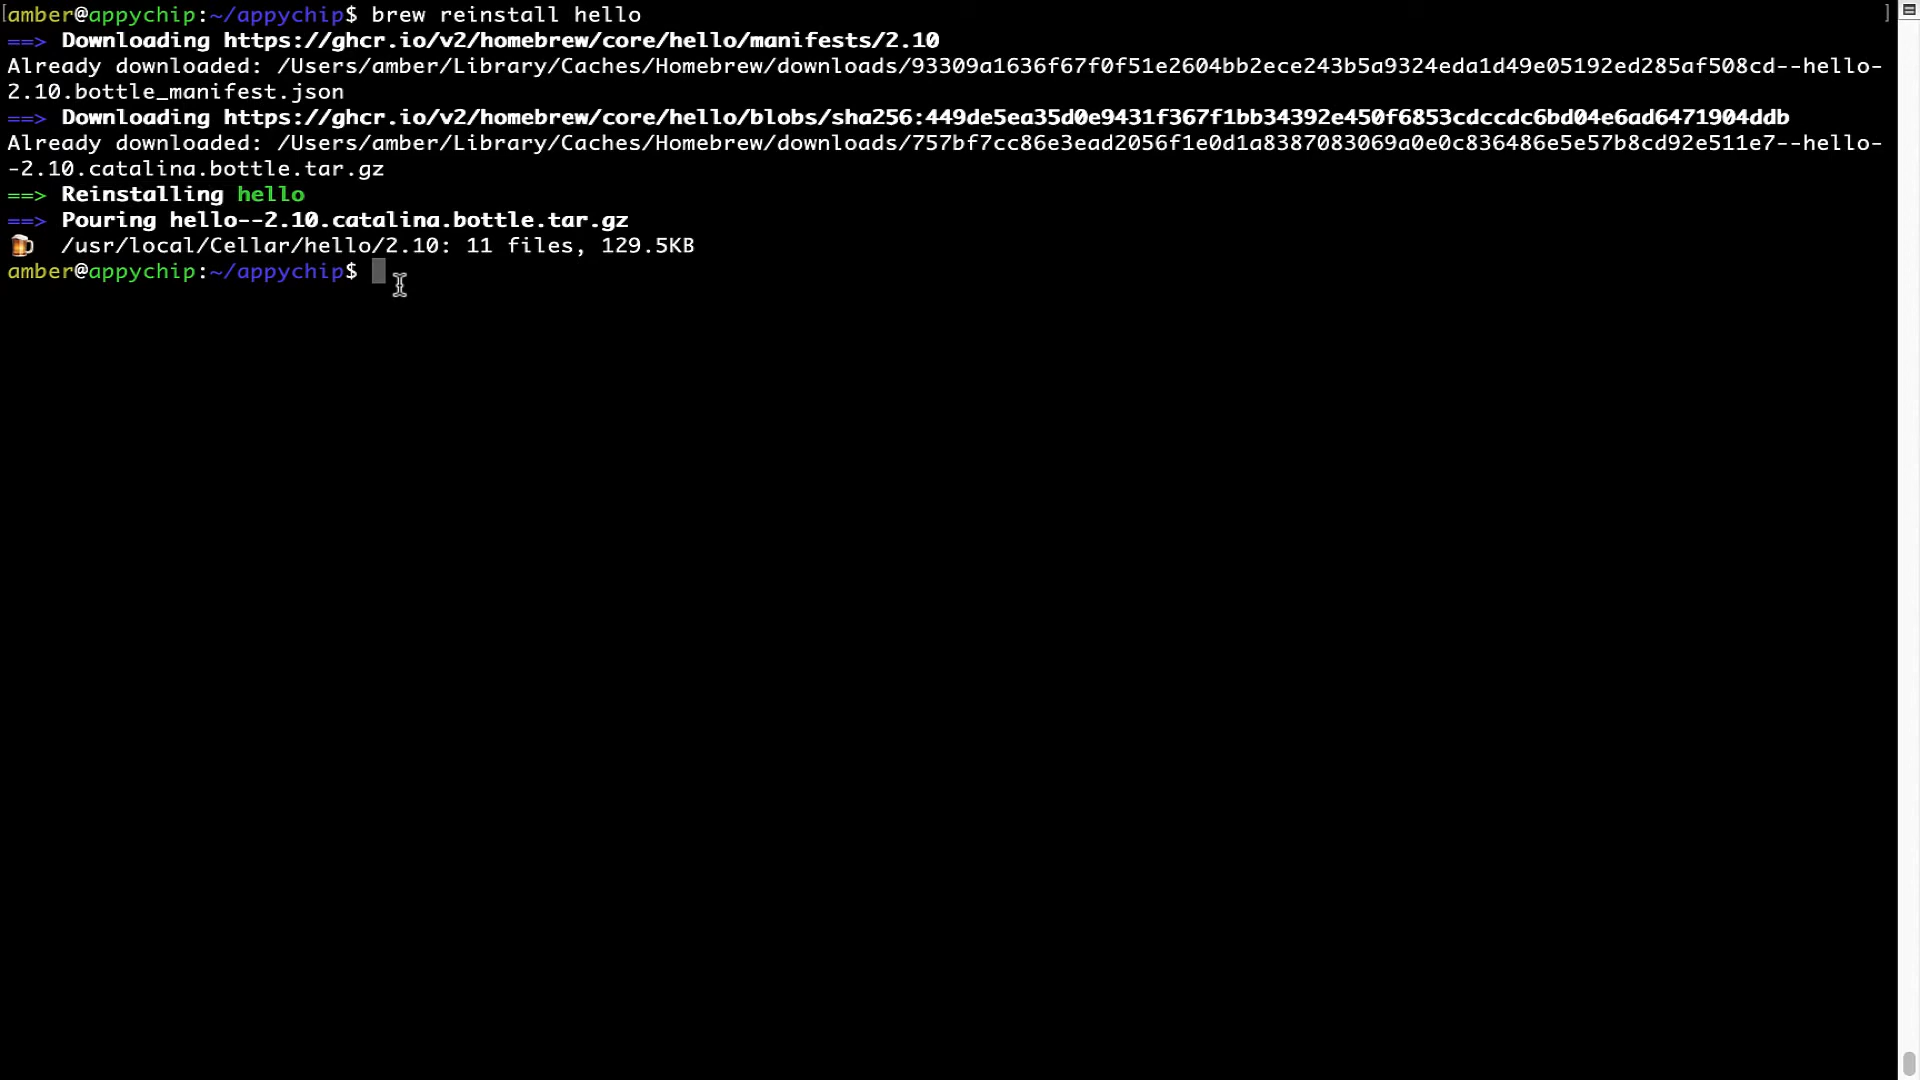 [amber@appychip:~/appychip$ brew reinstall hello ]
==> Downloading https://ghcr.io/v2/homebrew/core/hello/manifests/2.10
Already downloaded: /Users/amber/Library/Caches/Homebrew/downloads/93309a1636f67f0f51e2604bb2ece243b5a9324eda1d49e05192ed285af508cd--hello-
2.10.bottle_manifest.json
==> Downloading https://ghcr.io/v2/homebrew/core/hello/blobs/sha256:449de5ea35d0e9431f367f1bb34392e450f6853cdccdc6bd04e6ad6471904ddb
Already downloaded: /Users/amber/Library/Caches/Homebrew/downloads/757bf7cc86e3ead2056f1e0d1a8387083069a0e0c836486e5e57b8cd92e511e7--hello-
-2.10.catalina.bottle.tar.gz
==> Reinstalling hello
==> Pouring hello--2.10.catalina.bottle.tar.gz
🍺 /usr/local/Cellar/hello/2.10: 11 files, 129.5KB
amber@appychip:~/appychip$